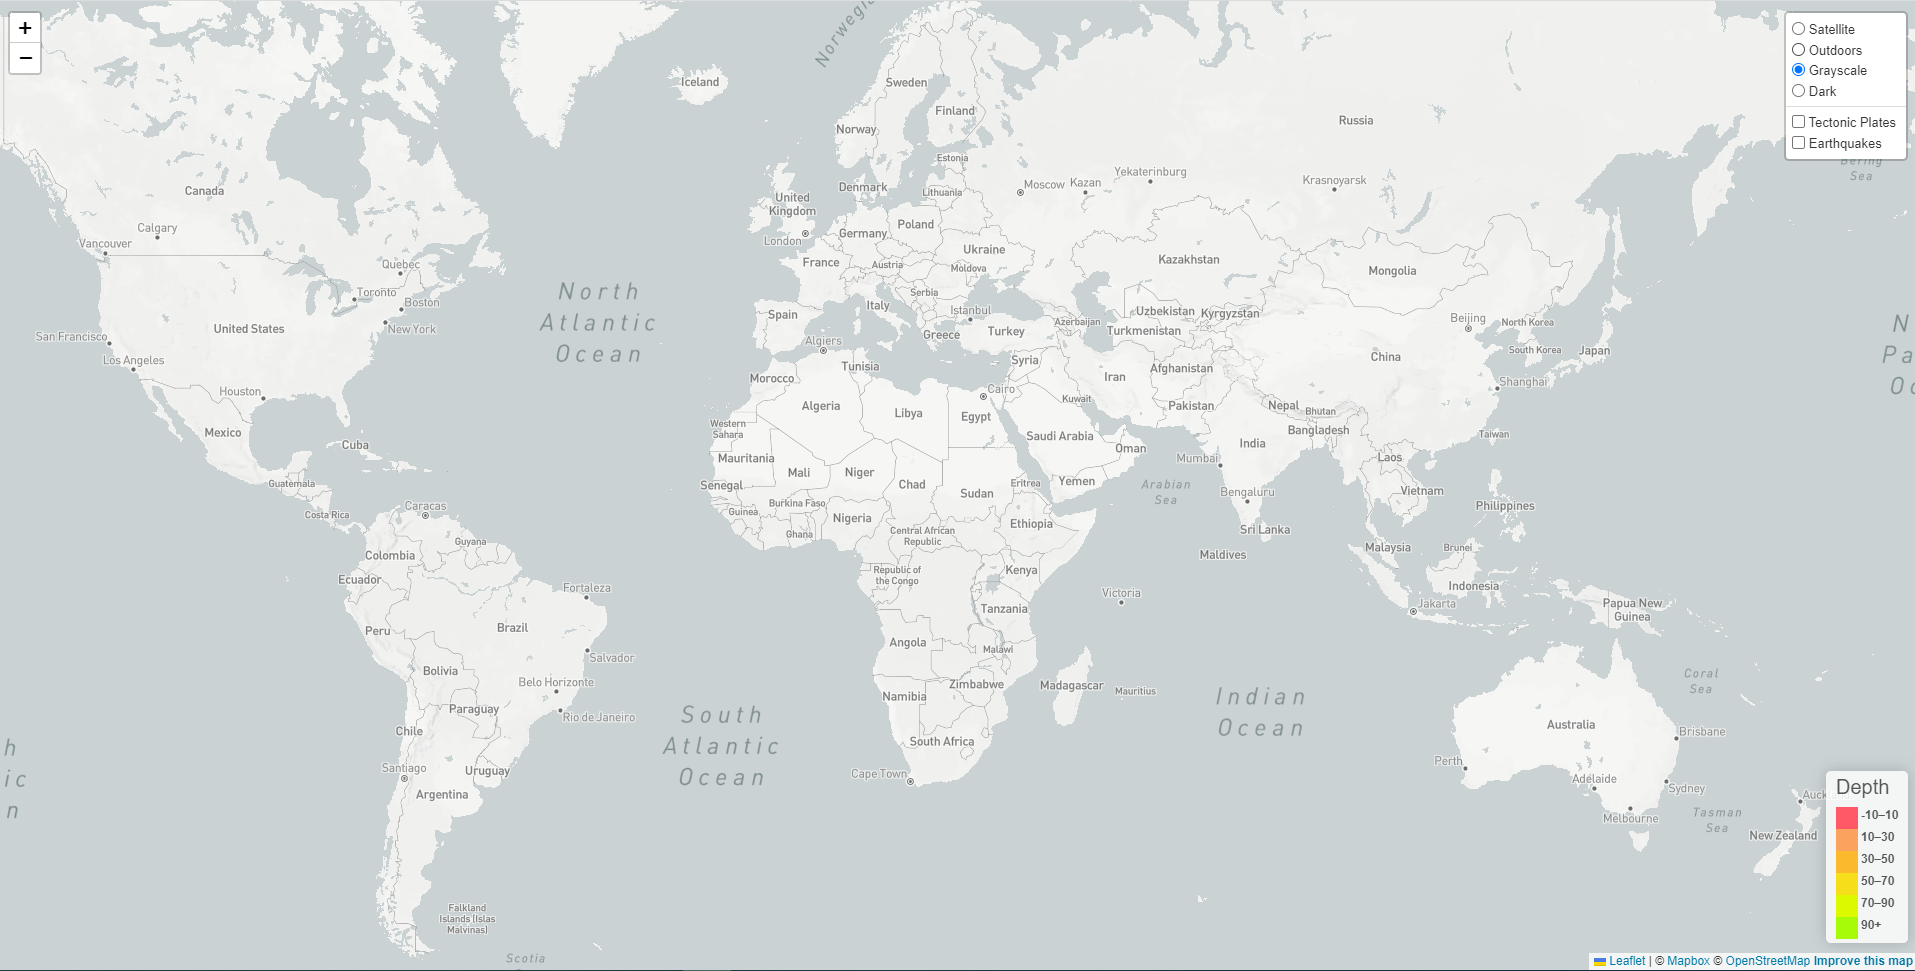 +
−
Satellite
Outdoors
Grayscale
Dark
Tectonic Plates
Earthquakes
Iceland
Sweden
Finland
Norway
Russia
Estonia
Bering
Sea
Canada
Denmark
Lithuania
Moscow
Kazan
Yekaterinburg
Krasnoyarsk
United
Kingdom
Calgary
Vancouver
London
Poland
Germany
Ukraine
Quebec
France
Austria
Moldova
Kazakhstan
Mongolia
Toronto
Boston
North
Atlantic
Ocean
Serbia
Italy
Istanbul
Spain
Uzbekistan
Kyrgyzstan
Beijing
North Korea
San Francisco
United States
New York
Algiers
Greece
Turkey
Azerbaijan
Turkmenistan
South Korea
Japan
China
Los Angeles
Tunisia
Syria
Afghanistan
Iran
Morocco
Shanghai
Houston
Cairo
Kuwait
Algeria
Libya
Egypt
Pakistan
Nepal
Bhutan
Mexico
Cuba
Western
Sahara
Saudi Arabia
Oman
India
Bangladesh
Taiwan
Mauritania
Mali
Niger
Mumbai
Laos
Guatemala
Senegal
Chad
Sudan
Eritrea
Yemen
Arabian
Sea
Bengaluru
Vietnam
Costa Rica
Caracas
Guinea
Burkina Faso
Nigeria
Ghana
Central African
Republic
Ethiopia
Sri Lanka
Philippines
Colombia
Guyana
Maldives
Malaysia
Brunei
Ecuador
Republic of
the Congo
Kenya
Indonesia
Fortaleza
Victoria
Tanzania
Jakarta
Papua New
Guinea
Peru
Brazil
Angola
Malawi
Salvador
Bolivia
Belo Horizonte
Zimbabwe
Namibia
Madagascar
Mauritius
Coral
Sea
Indian
Ocean
Paraguay
Rio de Janeiro
South
Atlantic
Ocean
Chile
South Africa
Australia
Brisbane
Santiago
Uruguay
Cape Town
Perth
Adelaide
Sydney
Argentina
Melbourne
Tasman
Sea
New Zealand
Falkland
Islands (Islas
Malvinas)
Scotia
Depth
-10–10
10–30
30–50
50–70
70–90
90+
Leaflet | © Mapbox © OpenStreetMap Improve this map